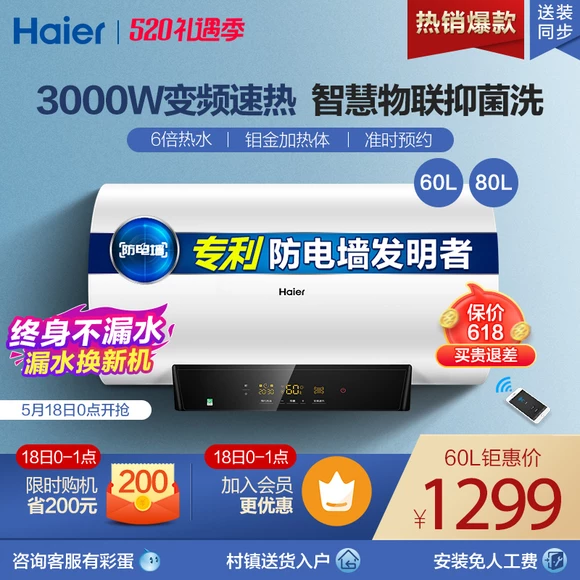 Haier
520礼遇季
热销爆款
送装
同步
3000W变频速热 智慧物联抑菌洗
6倍热水
钼金加热体
准时预约
60L
80L
防电墙
专利 防电墙发明者
Haier
终身不漏水
漏水换新机
保价
618
买贵退差
20:30
60
5月18日0点开抢
18日0-1点
限时购机
省200元
200
18日0-1点
加入会员
更优惠
60L钜惠价
¥1299
咨询客服有彩蛋
村镇送货入户
安装免人工费